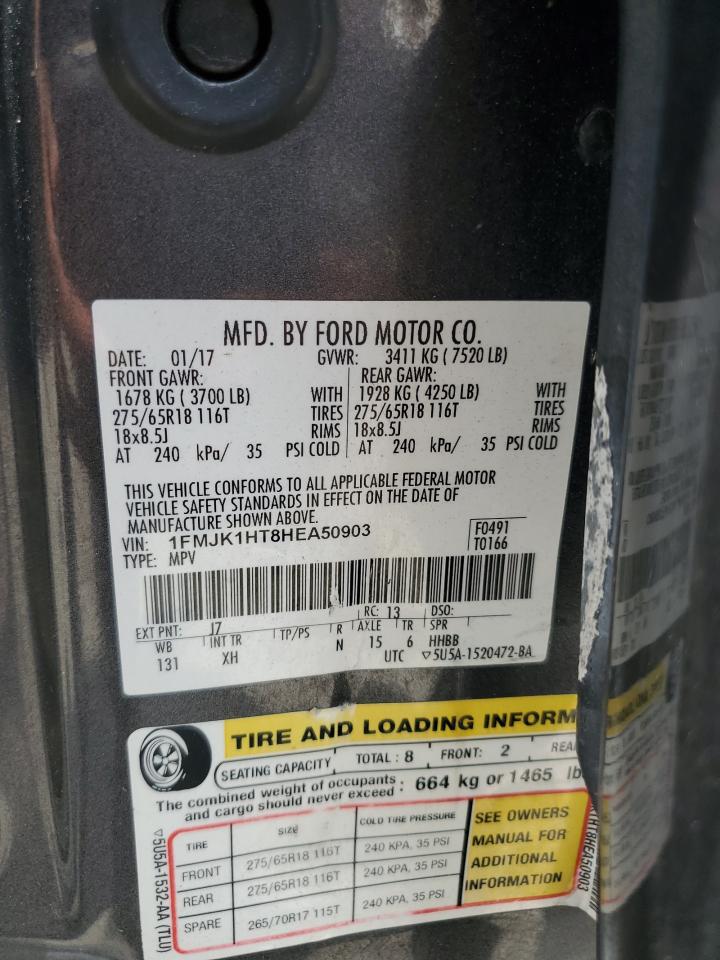 MFD. BY FORD MOTOR CO.
DATE: 01/17 GVWR: 3411 KG ( 7520 LB)
FRONT GAWR: REAR GAWR:
1678 KG ( 3700 LB) WITH 1928 KG ( 4250 LB) WITH
275/65R18 116T TIRES 275/65R18 116T TIRES
18x8.5J RIMS 18x8.5J RIMS
AT 240 kPa/ 35 PSI COLD AT 240 kPa/ 35 PSI COLD
THIS VEHICLE CONFORMS TO ALL APPLICABLE FEDERAL MOTOR
VEHICLE SAFETY STANDARDS IN EFFECT ON THE DATE OF
MANUFACTURE SHOWN ABOVE.
VIN: 1FMJK1HT8HEA50903 F0491
TYPE: MPV T0166
RC: 13 DSO:
EXT PNT: J7
WB INT TR TP/PS R AXLE TR SPR
131 XH N 15 6 HHBB
UTC ▽5U5A-1520472-BA
TIRE AND LOADING INFORM
SEATING CAPACITY TOTAL : 8 FRONT: 2 REA
The combined weight of occupants and cargo should never exceed : 664 kg or 1465 lb
TIRE SIZE COLD TIRE PRESSURE
FRONT 275/65R18 116T 240 KPA, 35 PSI
REAR 275/65R18 116T 240 KPA, 35 PSI
SPARE 265/70R17 115T 240 KPA, 35 PSI
SEE OWNERS
MANUAL FOR
ADDITIONAL
INFORMATION
▽5U5A-1532-AA (TLU)
1HT8HEA50903